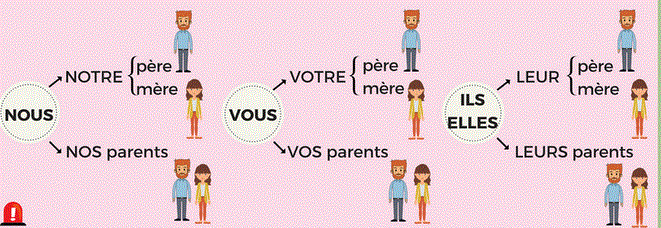 NOUS
NOTRE
père
mère
NOS parents
VOUS
VOTRE
père
mère
VOS parents
ILS
ELLES
LEUR
père
mère
LEURS parents
!